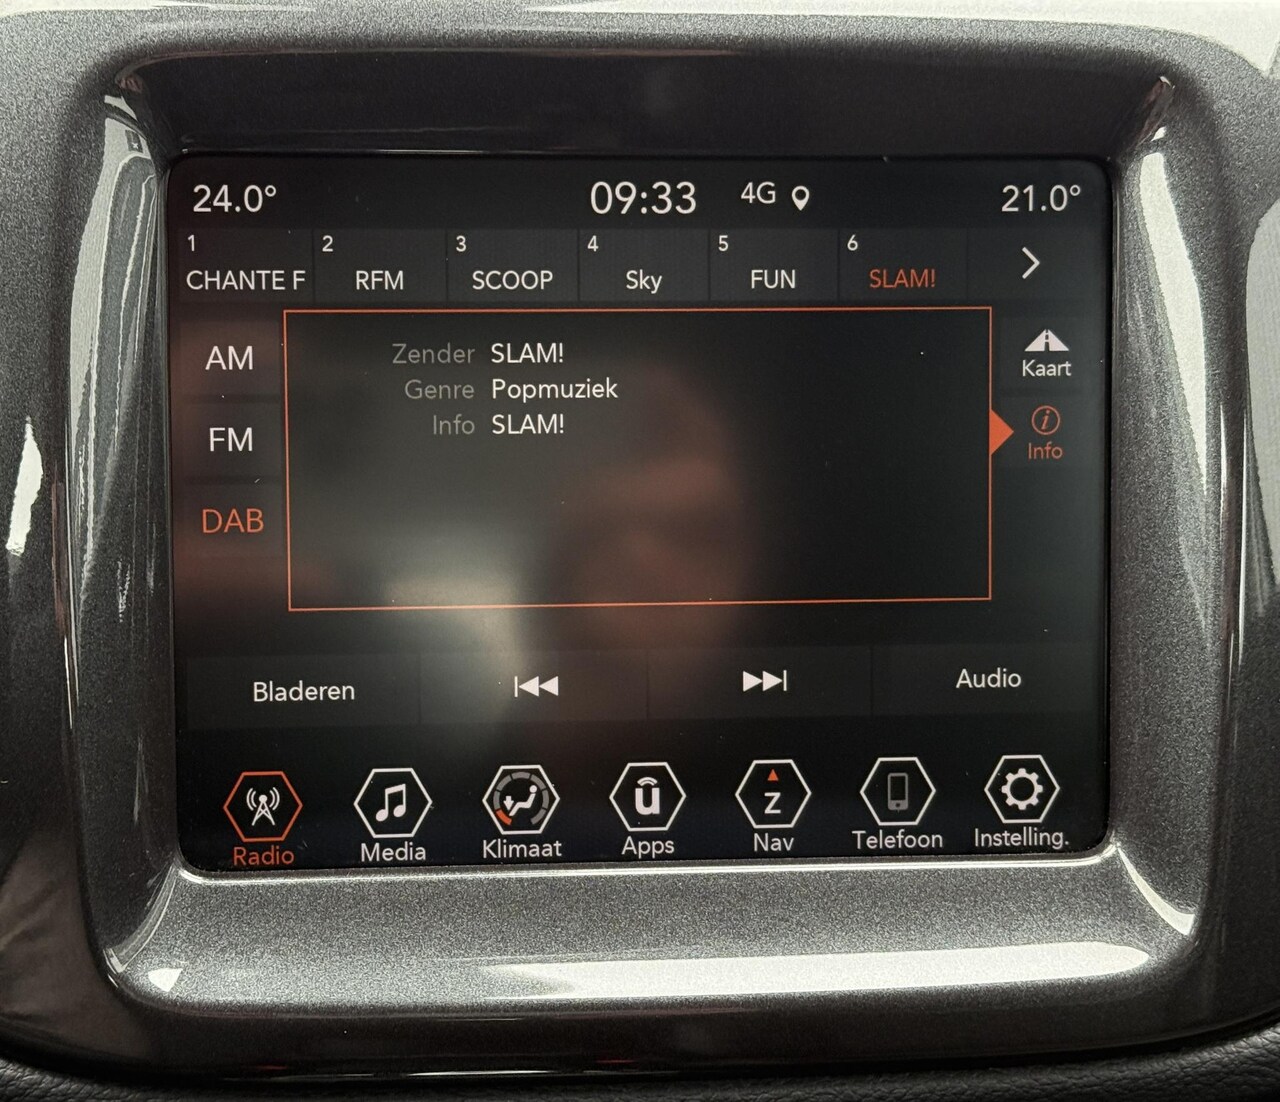 24.0° 09:33 4G 21.0°
1 2 3 4 5 6
CHANTE F RFM SCOOP Sky FUN SLAM!
AM
FM
DAB
Zender SLAM!
Genre Popmuziek
Info SLAM!
Kaart
Info
Bladeren Audio
Radio Media Klimaat Apps Nav Telefoon Instelling.